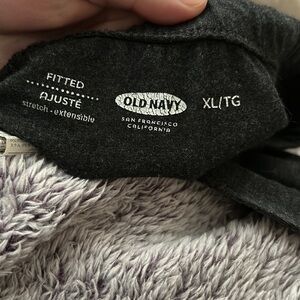 FITTED
AJUSTÉ
stretch • extensible
OLD NAVY
SAN FRANCISCO
CALIFORNIA
XL/TG